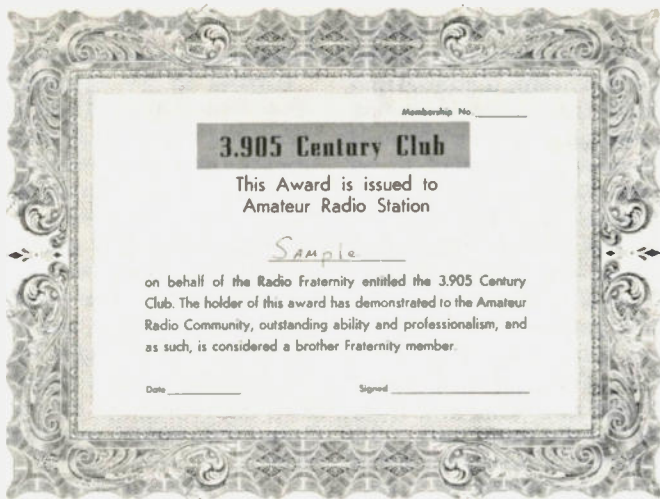 Membership No.
3.905 Century Club
This Award is issued to
Amateur Radio Station
Sample
on behalf of the Radio Fraternity entitled the 3.905 Century
Club. The holder of this award has demonstrated to the Amateur
Radio Community, outstanding ability and professionalism, and
as such, is considered a brother Fraternity member.
Date
Signed